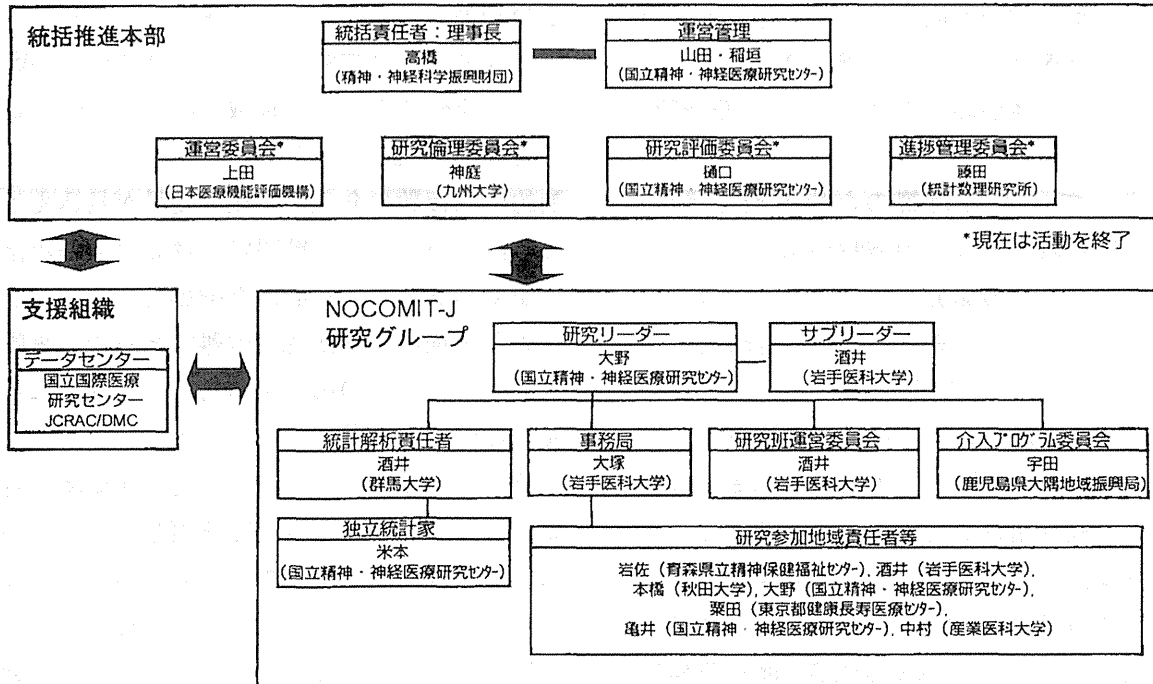 統括推進本部
統括責任者：理事長
高橋
(精神・神経科学振興財団)
運営管理
山田・稲垣
(国立精神・神経医療研究ｾﾝﾀｰ)
運営委員会*
上田
(日本医療機能評価機構)
研究倫理委員会*
神庭
(九州大学)
研究評価委員会*
樋口
(国立精神・神経医療研究ｾﾝﾀｰ)
進捗管理委員会*
藤田
(統計数理研究所)
*現在は活動を終了
支援組織
データセンター
国立国際医療
研究センター
JCRAC/DMC
NOCOMIT-J
研究グループ
研究リーダー
大野
(国立精神・神経医療研究ｾﾝﾀｰ)
サブリーダー
酒井
(岩手医科大学)
統計解析責任者
酒井
(群馬大学)
事務局
大塚
(岩手医科大学)
研究班運営委員会
酒井
(岩手医科大学)
介入ﾌﾟﾛｸﾞﾗﾑ委員会
宇田
(鹿児島県大隅地域振興局)
独立統計家
米本
(国立精神・神経医療研究ｾﾝﾀｰ)
研究参加地域責任者等
岩佐（青森県立精神保健福祉ｾﾝﾀｰ), 酒井（岩手医科大学),
本橋（秋田大学), 大野（国立精神・神経医療研究ｾﾝﾀｰ),
粟田（東京都健康長寿医療ｾﾝﾀｰ),
亀井（国立精神・神経医療研究ｾﾝﾀｰ), 中村（産業医科大学）